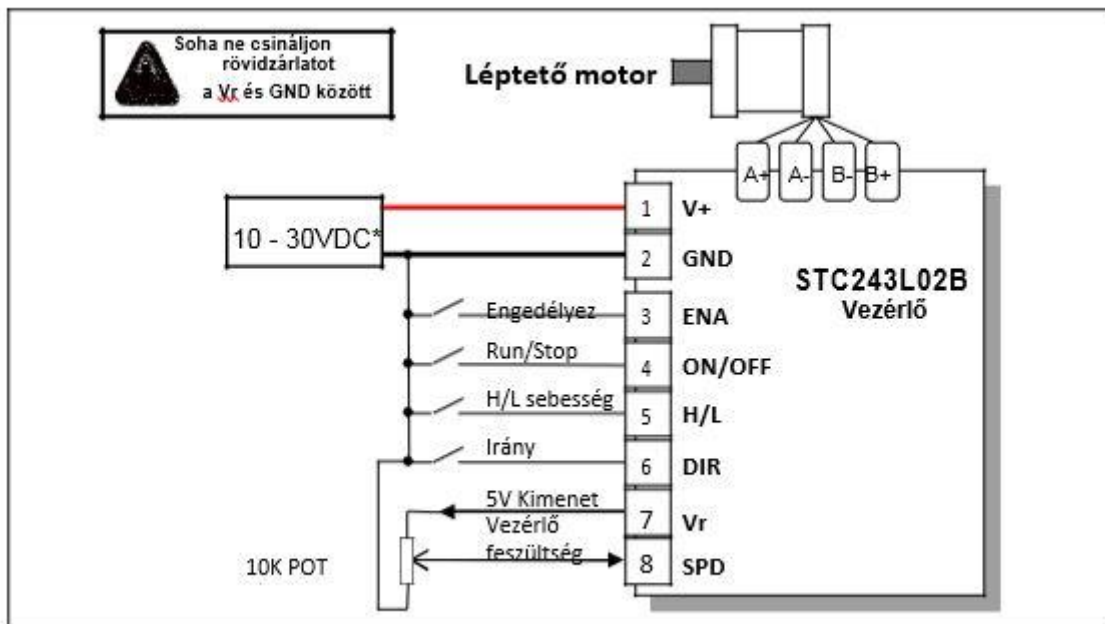 Soha ne csináljon
rövidzárlatot
a Vr és GND között
Léptető motor
A+ A- B- B+
10 - 30VDC*
1 V+
2 GND
STC243L02B
Vezérlő
Engedélyez 3 ENA
Run/Stop 4 ON/OFF
H/L sebesség 5 H/L
Irány 6 DIR
5V Kimenet 7 Vr
Vezérlő
feszültség 8 SPD
10K POT